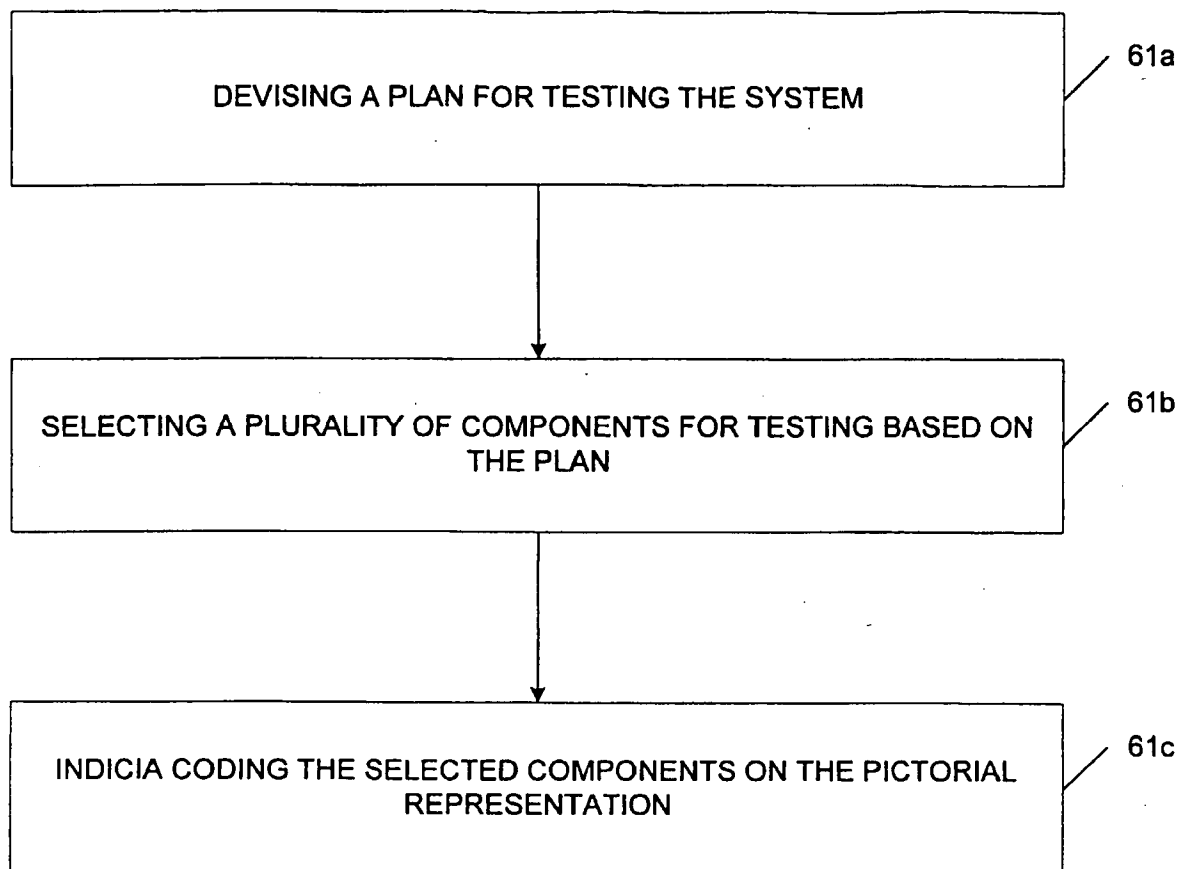 61a
DEVISING A PLAN FOR TESTING THE SYSTEM
61b
SELECTING A PLURALITY OF COMPONENTS FOR TESTING BASED ON
THE PLAN
61c
INDICIA CODING THE SELECTED COMPONENTS ON THE PICTORIAL
REPRESENTATION